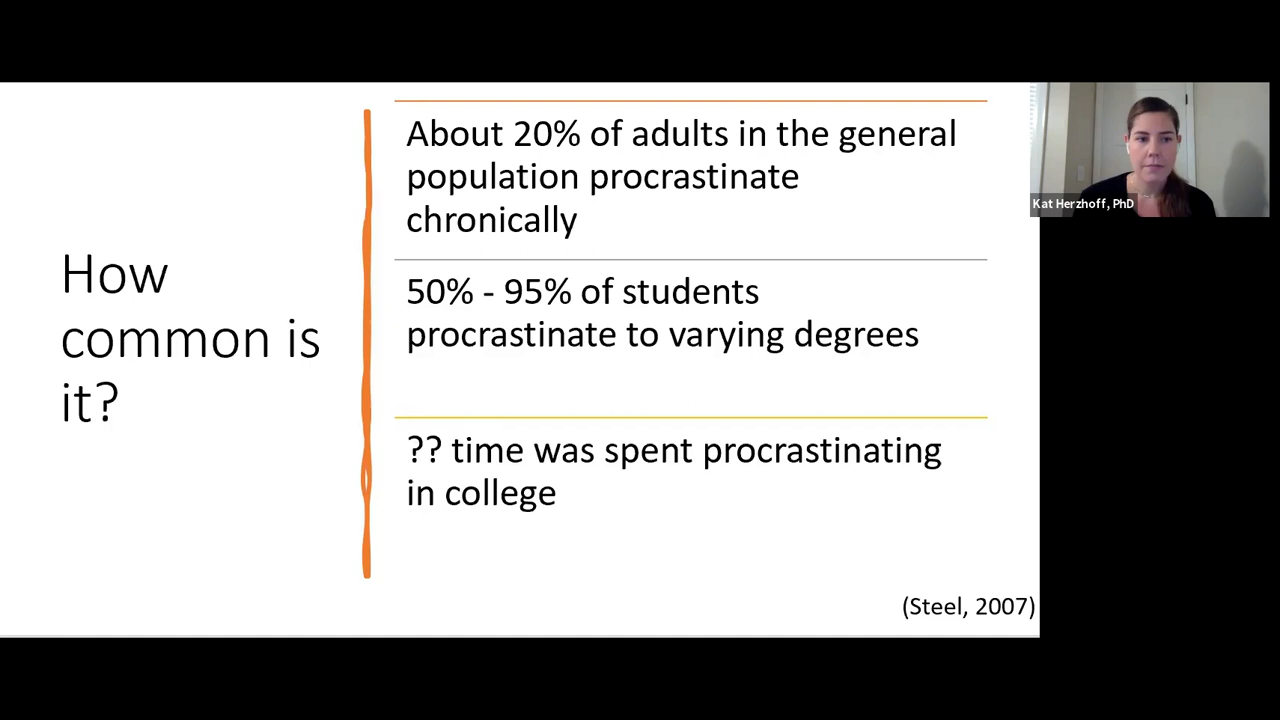 How
common is
it?
About 20% of adults in the general
population procrastinate
chronically
50% - 95% of students
procrastinate to varying degrees
?? time was spent procrastinating
in college
(Steel, 2007)
Kat Herzhoff, PhD